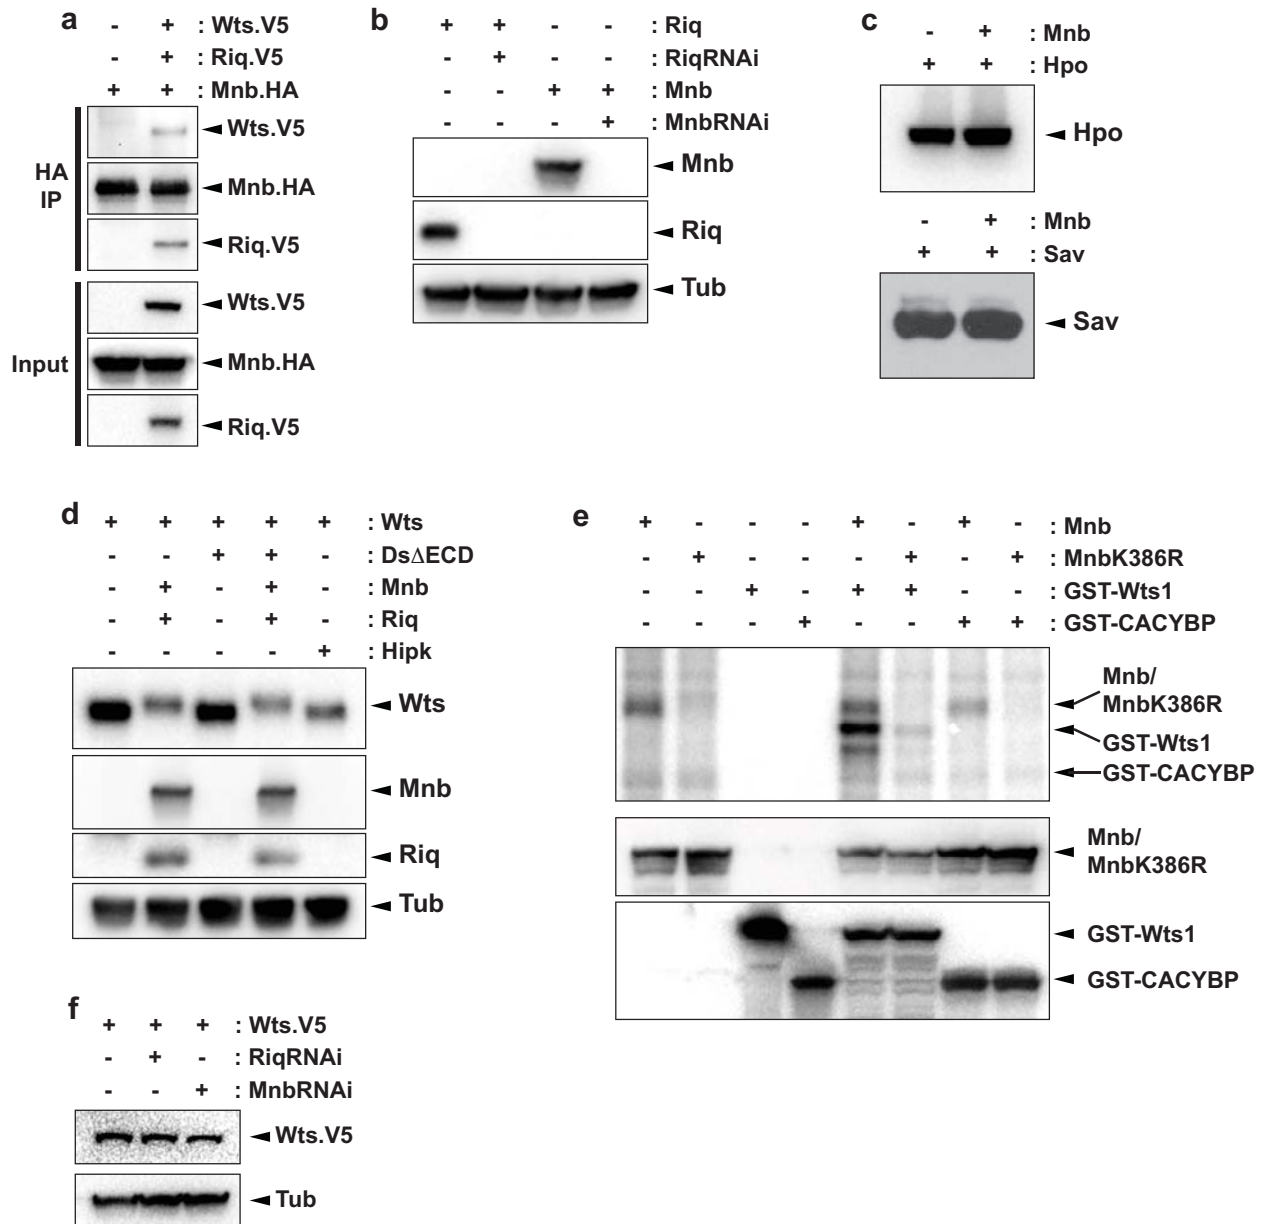 a
- + : Wts.V5
- + : Riq.V5
+ + : Mnb.HA
HA
IP
Wts.V5
Mnb.HA
Riq.V5
Input
Wts.V5
Mnb.HA
Riq.V5
b
+ + - - : Riq
- + - - : RiqRNAi
- - + + : Mnb
- - - + : MnbRNAi
Mnb
Riq
Tub
c
- + : Mnb
+ + : Hpo
Hpo
- + : Mnb
+ + : Sav
Sav
d
+ + + + + : Wts
- - + + - : Ds∆ECD
- + - + - : Mnb
- + - + - : Riq
- - - - + : Hipk
Wts
Mnb
Riq
Tub
e
+ - - - + - + - : Mnb
- + - - - + - + : MnbK386R
- - + - + + - - : GST-Wts1
- - - + - - + + : GST-CACYBP
Mnb/
MnbK386R
GST-Wts1
GST-CACYBP
Mnb/
MnbK386R
GST-Wts1
GST-CACYBP
f
+ + + : Wts.V5
- + - : RiqRNAi
- - + : MnbRNAi
Wts.V5
Tub